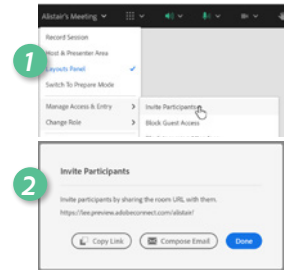 Alistair's Meeting
Record Session
Host & Presenter Area
1
Layouts Panel
Switch To Prepare Mode
Manage Access & Entry
Invite Participants
Change Role
Block Guest Access
2
Invite Participants
Invite participants by sharing the room URL with them.
https://lee.preview.adobeconnect.com/alistair/
Copy Link
Compose Email
Done